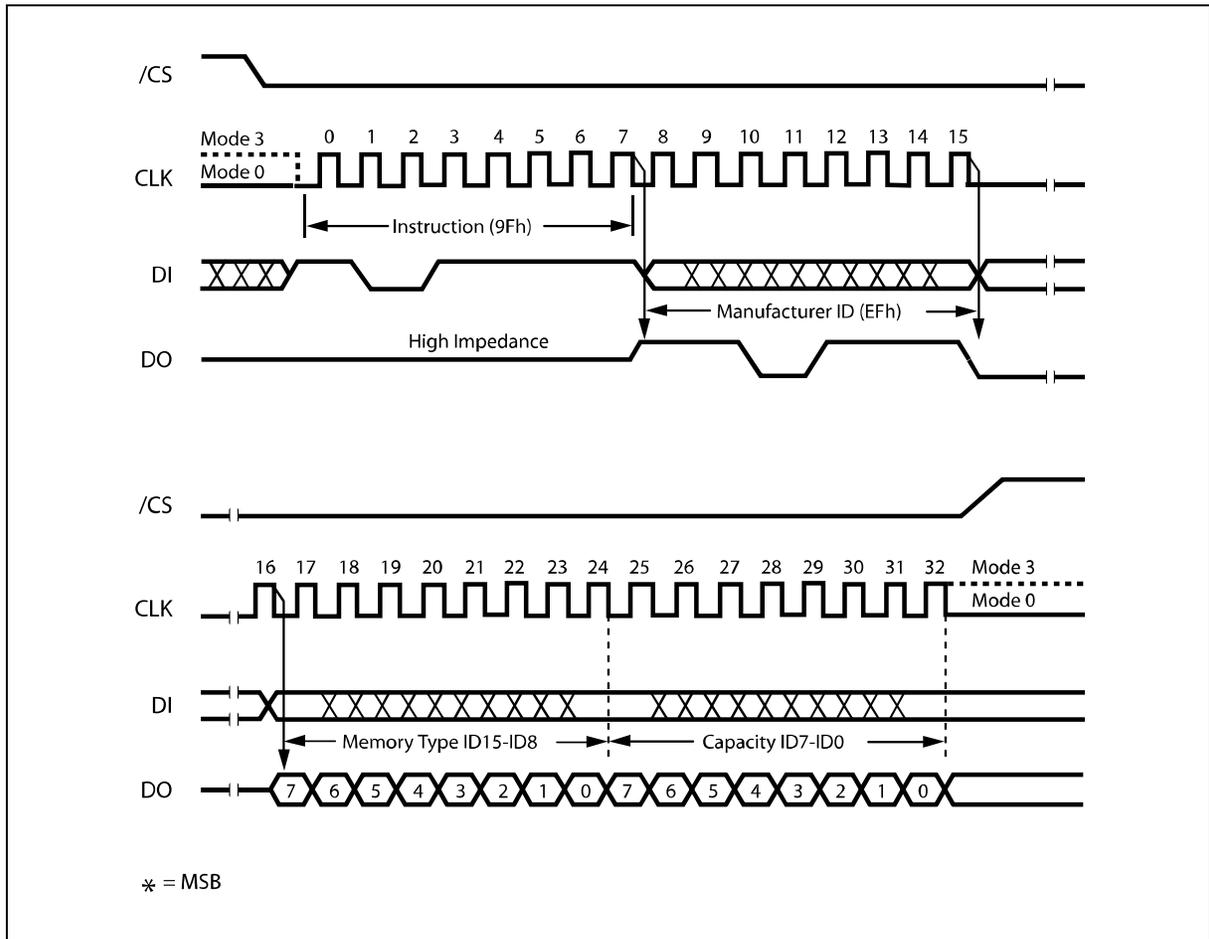 /CS
Mode 3
0 1 2 3 4 5 6 7 8 9 10 11 12 13 14 15
CLK
Mode 0
Instruction (9Fh)
DI
Manufacturer ID (EFh)
High Impedance
DO
/CS
16 17 18 19 20 21 22 23 24 25 26 27 28 29 30 31 32
Mode 3
CLK
Mode 0
DI
Memory Type ID15-ID8
Capacity ID7-ID0
DO
7 6 5 4 3 2 1 0 7 6 5 4 3 2 1 0
* = MSB